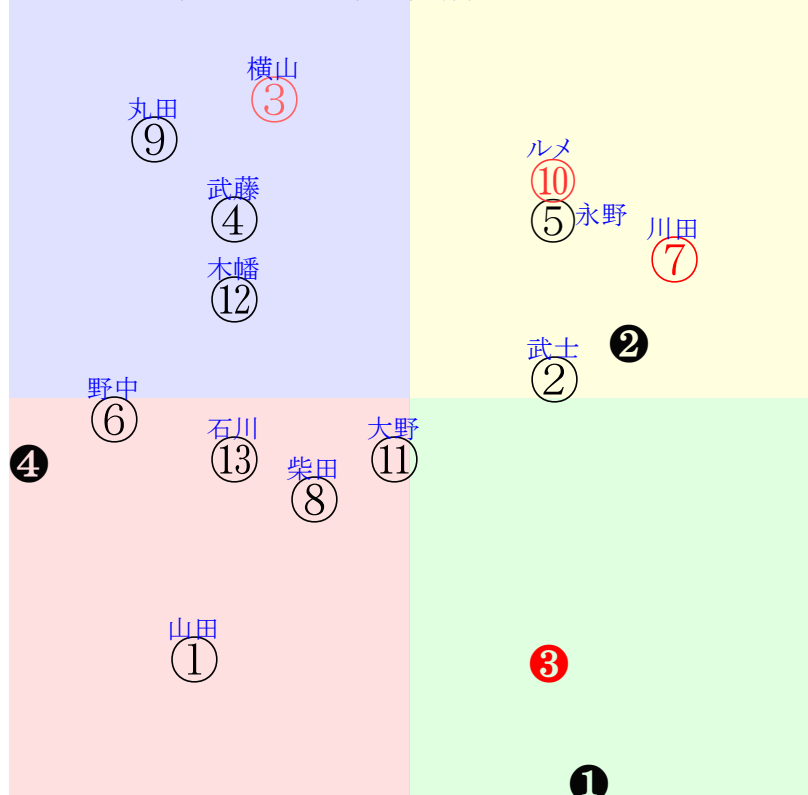 横山
③
丸田
⑨
ルメ
⑩
武藤
④
⑤永野
川田
⑦
木幡
⑫
❷
武士
②
野中
⑥
石川
⑬
大野
⑪
❹
柴田
⑧
山田
①
❸
❶